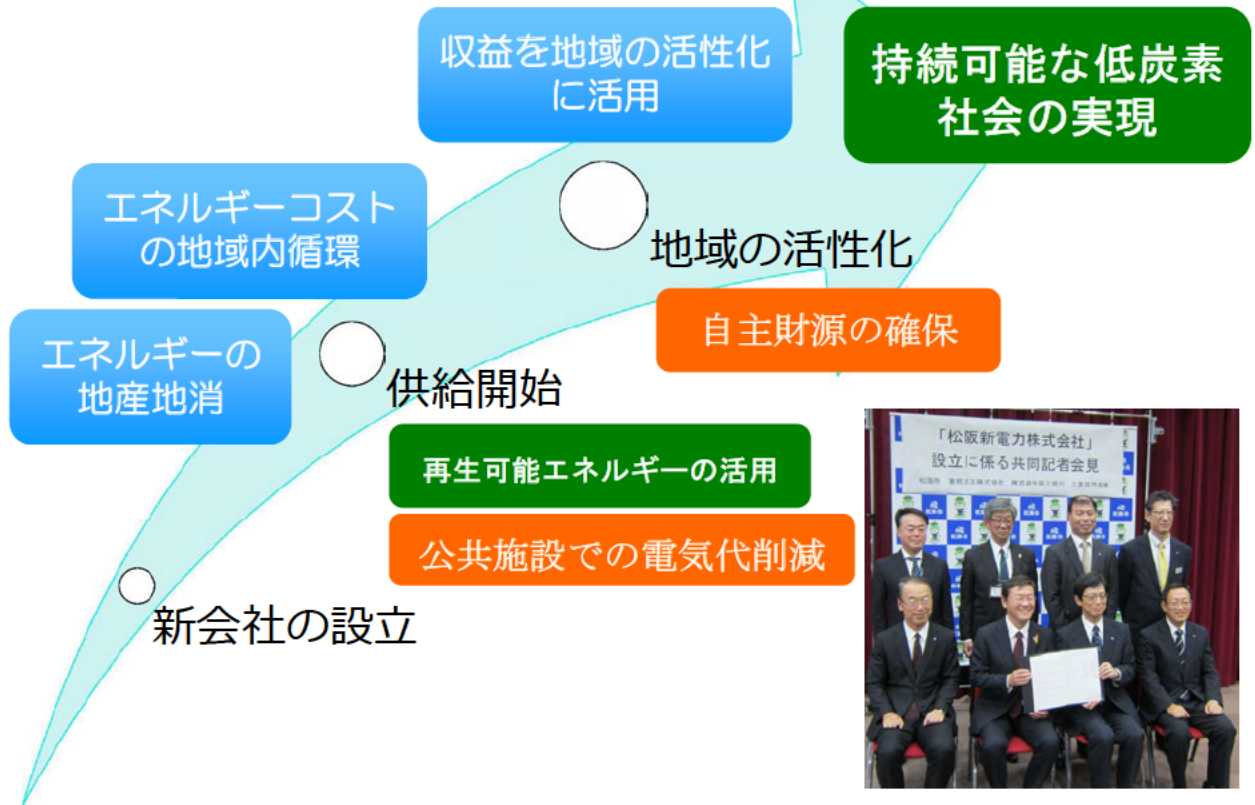 収益を地域の活性化
に活用
持続可能な低炭素
社会の実現
エネルギーコスト
の地域内循環
地域の活性化
自主財源の確保
エネルギーの
地産地消
供給開始
再生可能エネルギーの活用
公共施設での電気代削減
新会社の設立
「松阪新電力株式会社」
設立に係る共同記者会見
松阪市